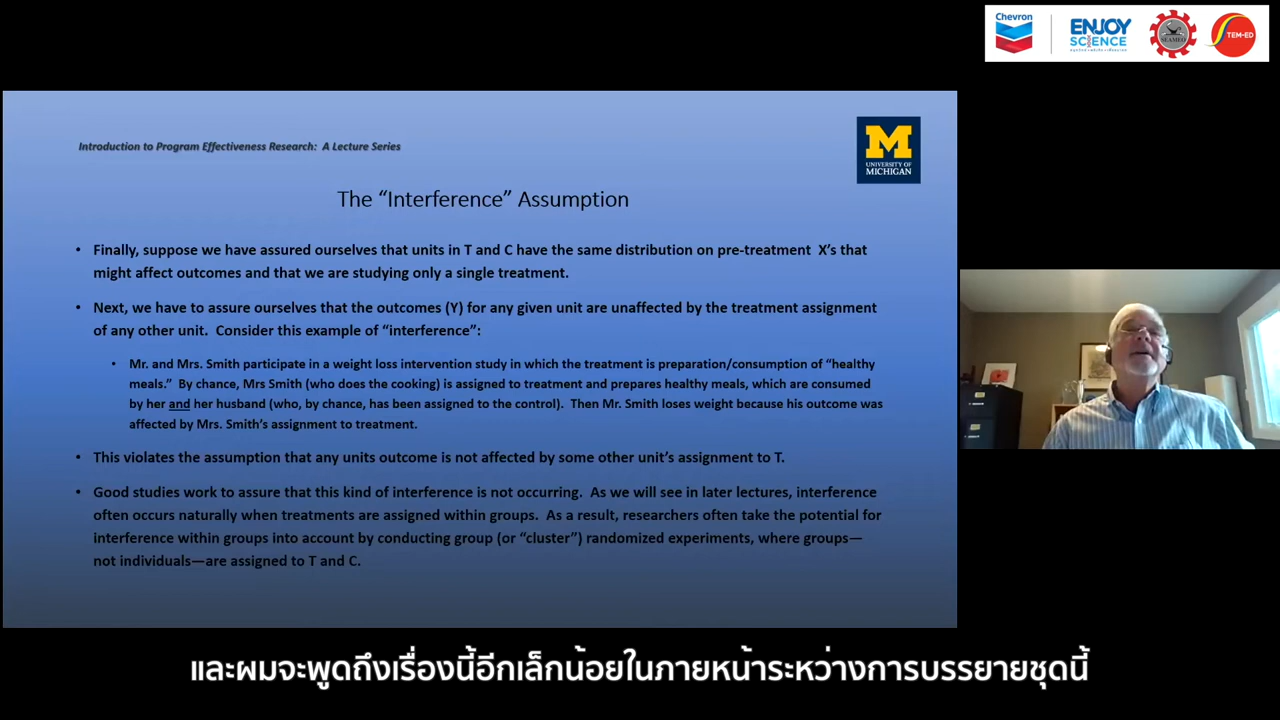 Chevron
ENJOY
SCIENCE
SEAMEO
STEM-ED
Introduction to Program Effectiveness Research: A Lecture Series
UNIVERSITY OF
MICHIGAN
The “Interference” Assumption
• Finally, suppose we have assured ourselves that units in T and C have the same distribution on pre-treatment X’s that
might affect outcomes and that we are studying only a single treatment.
• Next, we have to assure ourselves that the outcomes (Y) for any given unit are unaffected by the treatment assignment
of any other unit. Consider this example of “interference”:
• Mr. and Mrs. Smith participate in a weight loss intervention study in which the treatment is preparation/consumption of “healthy
meals.” By chance, Mrs Smith (who does the cooking) is assigned to treatment and prepares healthy meals, which are consumed
by her and her husband (who, by chance, has been assigned to the control). Then Mr. Smith loses weight because his outcome was
affected by Mrs. Smith’s assignment to treatment.
• This violates the assumption that any units outcome is not affected by some other unit’s assignment to T.
• Good studies work to assure that this kind of interference is not occurring. As we will see in later lectures, interference
often occurs naturally when treatments are assigned within groups. As a result, researchers often take the potential for
interference within groups into account by conducting group (or “cluster”) randomized experiments, where groups—
not individuals—are assigned to T and C.
และผมจะพูดถึงเรื่องนี้อีกเล็กน้อยในภายหน้าระหว่างการบรรยายชุดนี้